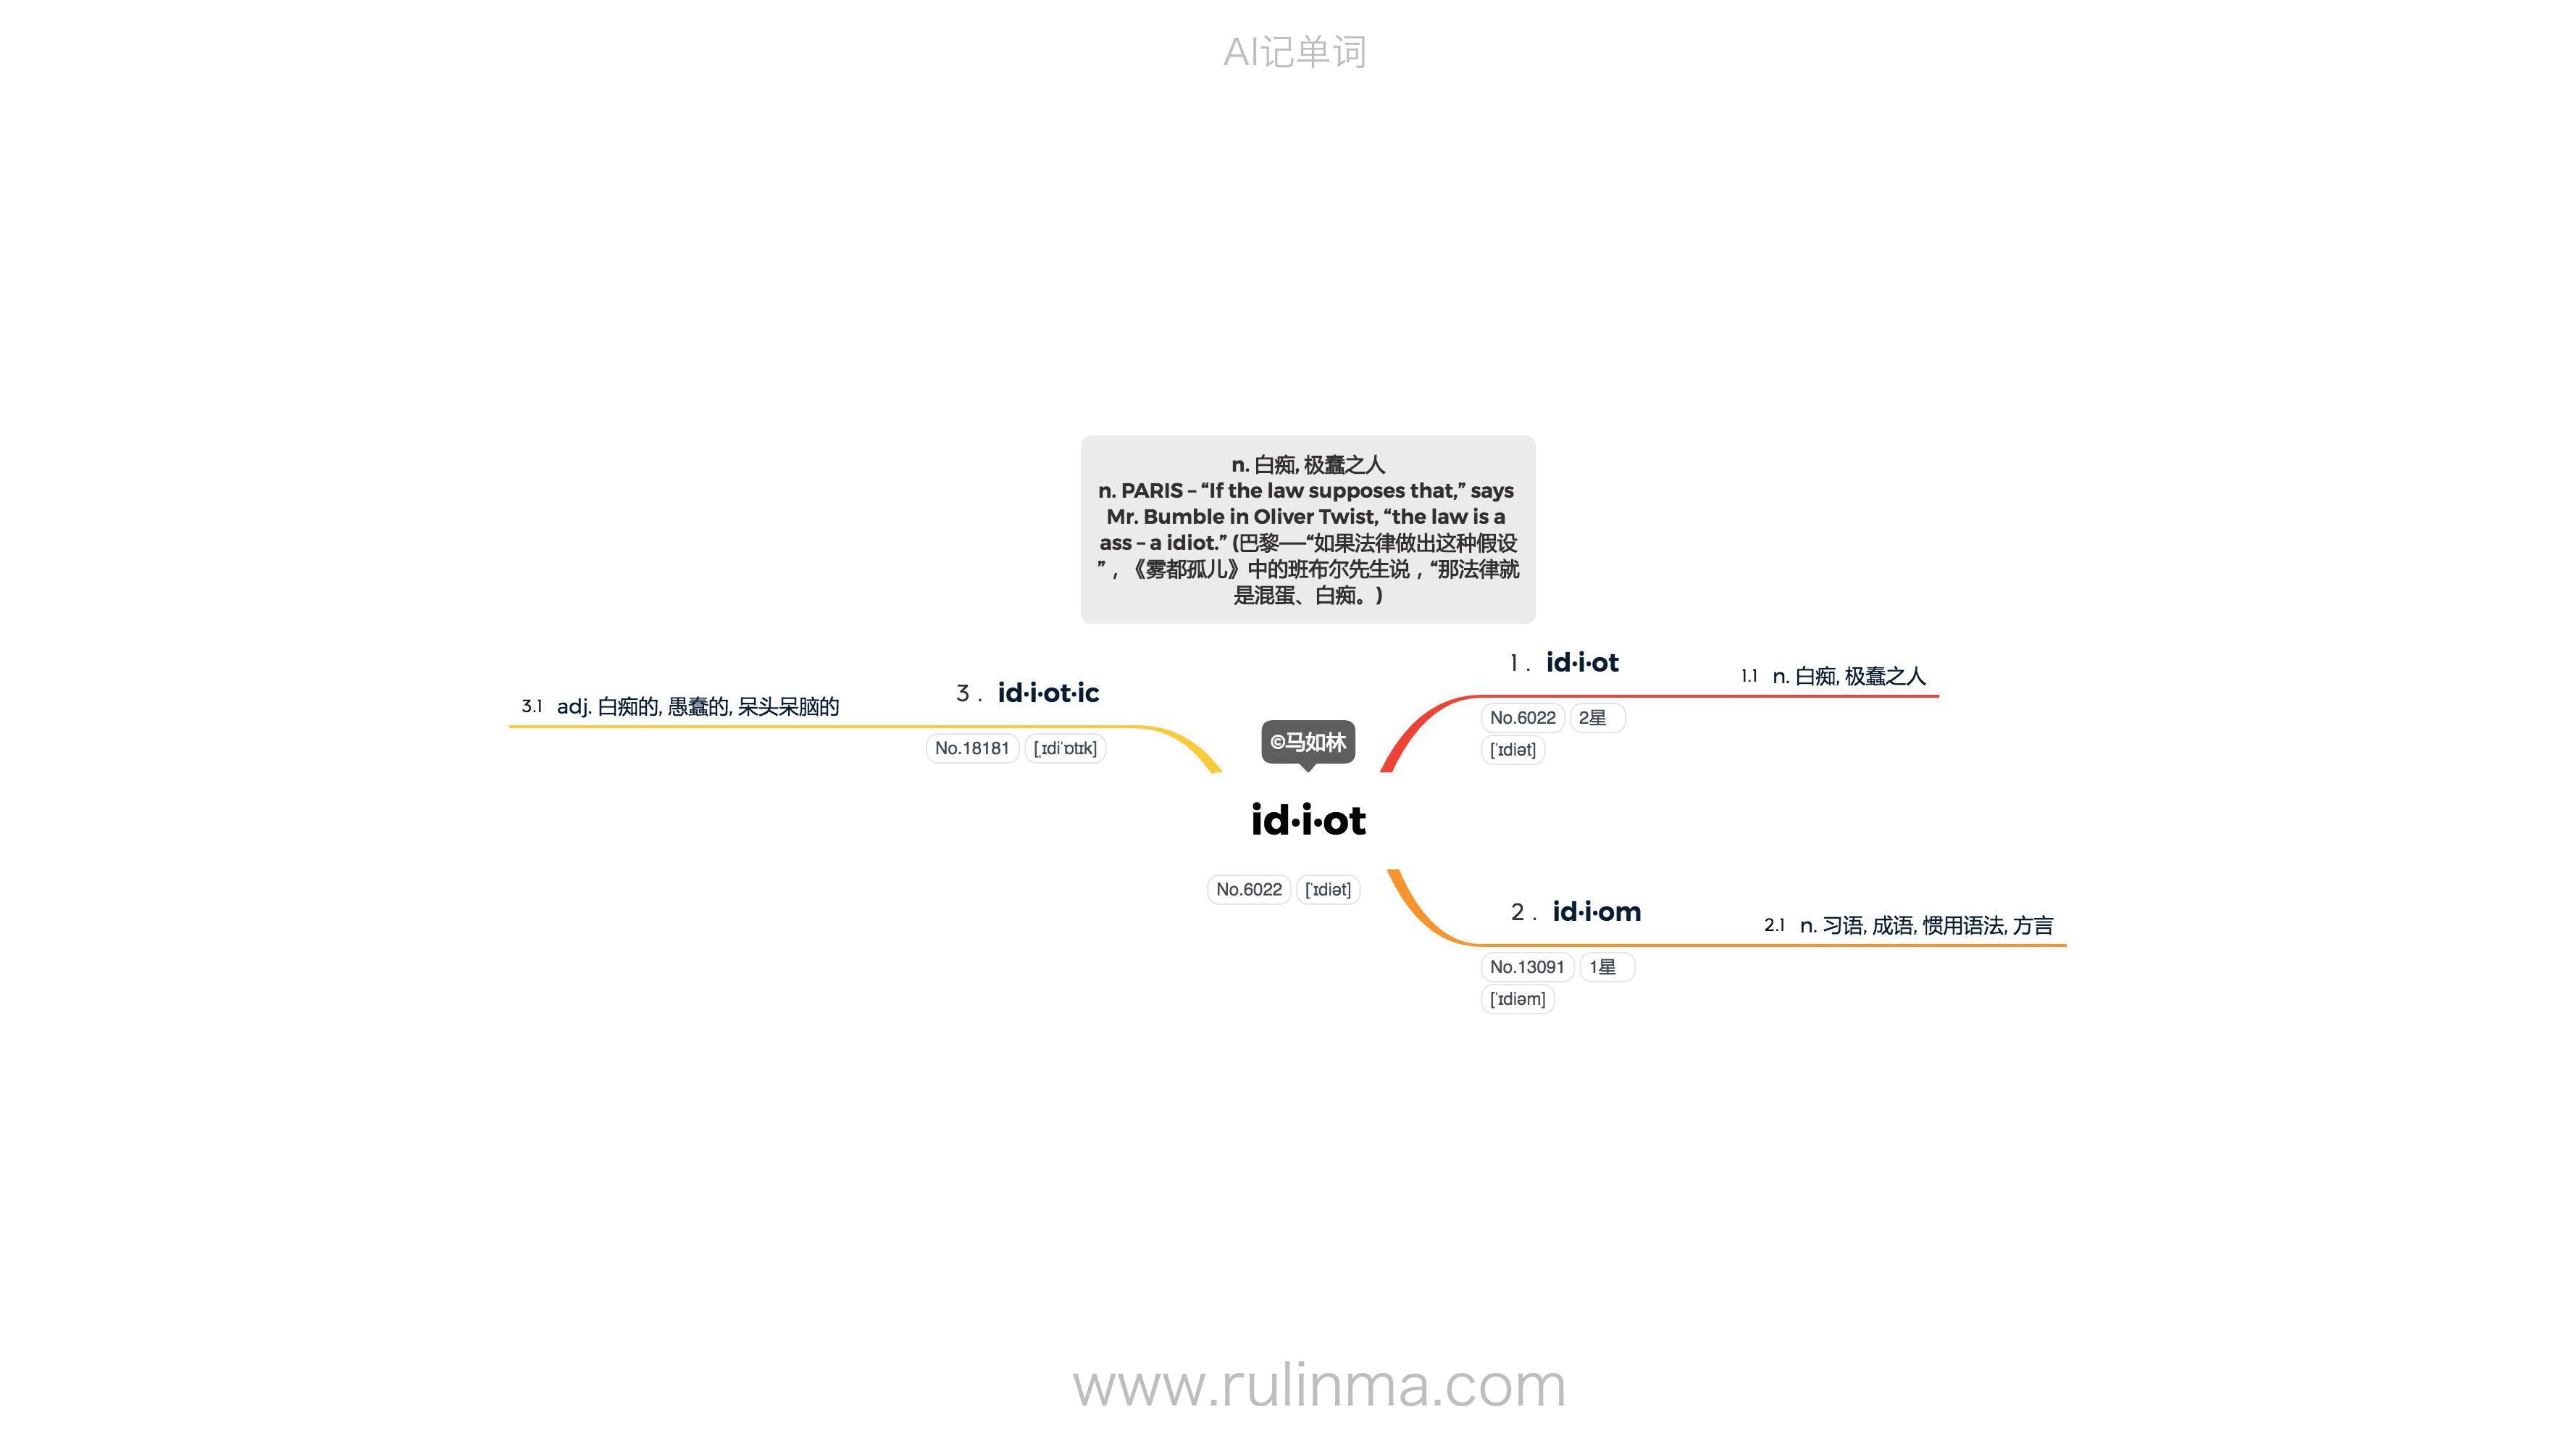 AI记单词
n. 白痴, 极蠢之人
n. PARIS – “If the law supposes that,” says
Mr. Bumble in Oliver Twist, “the law is a
ass – a idiot.” (巴黎——“如果法律做出这种假设
”，《雾都孤儿》中的班布尔先生说，“那法律就
是混蛋、白痴。)
1 . id·i·ot
1.1 n. 白痴, 极蠢之人
No.6022 2星
[ˈɪdiət]
3.1 adj. 白痴的, 愚蠢的, 呆头呆脑的
3 . id·i·ot·ic
No.18181 [ˌɪdiˈɒtɪk]
©马如林
id·i·ot
No.6022 [ˈɪdiət]
2 . id·i·om
2.1 n. 习语, 成语, 惯用语法, 方言
No.13091 1星
[ˈɪdiəm]
www.rulinma.com